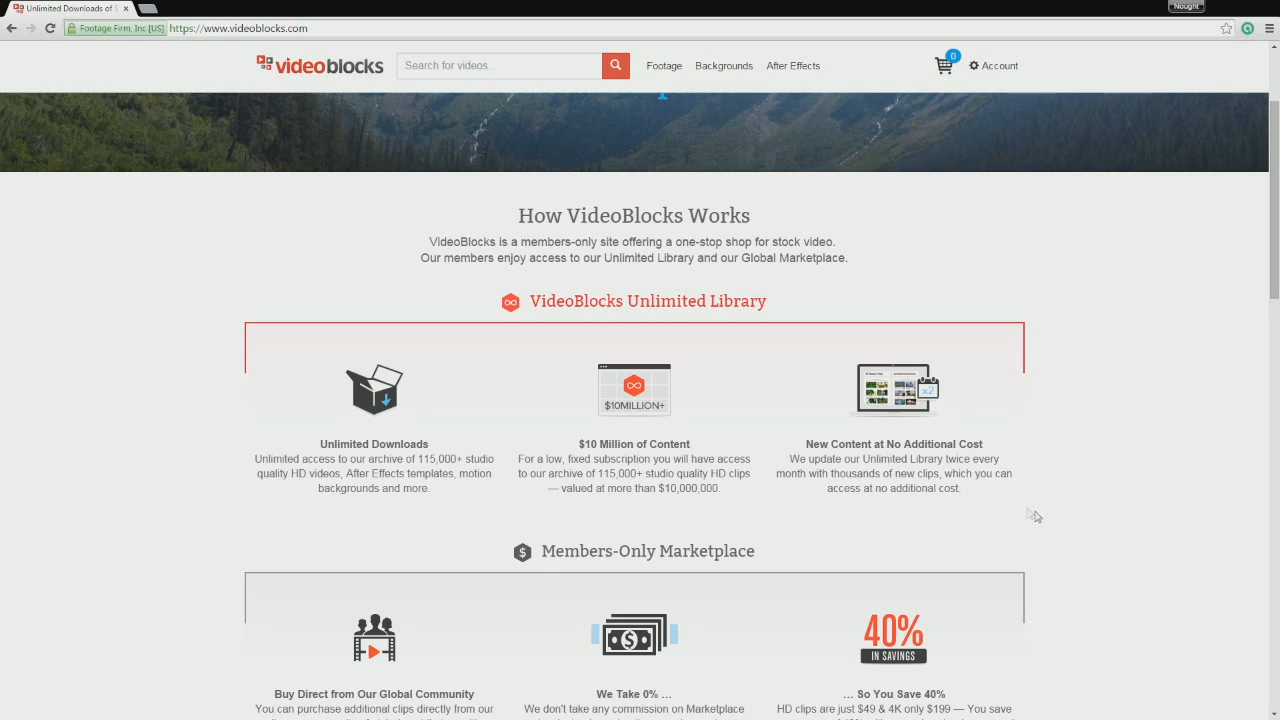 Unlimited Downloads of S
Nought
Footage Firm, Inc [US] https://www.videoblocks.com
videoblocks
Search for videos...
Footage Backgrounds After Effects
0
Account
How VideoBlocks Works
VideoBlocks is a members-only site offering a one-stop shop for stock video.
Our members enjoy access to our Unlimited Library and our Global Marketplace.
VideoBlocks Unlimited Library
$10MILLION+
x2
Unlimited Downloads
Unlimited access to our archive of 115,000+ studio
quality HD videos, After Effects templates, motion
backgrounds and more.
$10 Million of Content
For a low, fixed subscription you will have access
to our archive of 115,000+ studio quality HD clips
— valued at more than $10,000,000.
New Content at No Additional Cost
We update our Unlimited Library twice every
month with thousands of new clips, which you can
access at no additional cost.
$ Members-Only Marketplace
$
40%
IN SAVINGS
Buy Direct from Our Global Community
You can purchase additional clips directly from our
We Take 0% ...
We don't take any commission on Marketplace
... So You Save 40%
HD clips are just $49 & 4K only $199 — You save